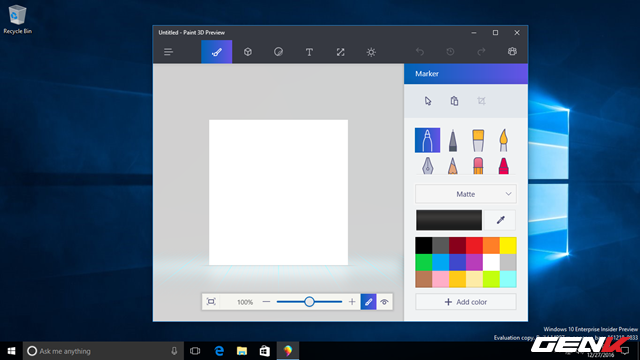 Recycle Bin
Untitled - Paint 3D Preview
T
Marker
Matte
100%
Add color
Windows 10 Enterprise Insider Preview
Evaluation copy.
GENK
12/27/2016
Ask me anything